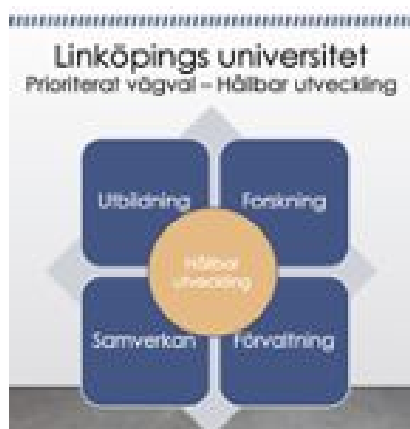 Linköpings universitet
Prioriterat vägval – Hållbar utveckling
Utbildning
Forskning
Hållbar
utveckling
Samverkan
Förvaltning